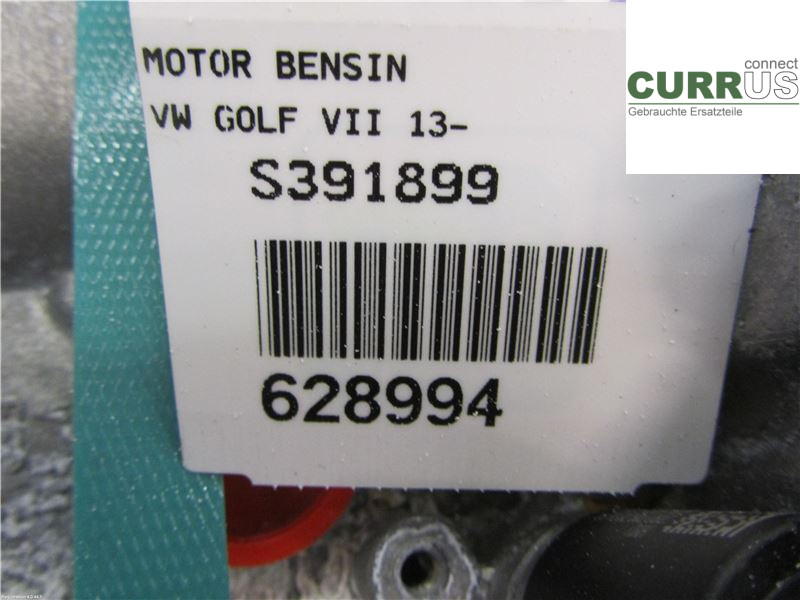 MOTOR BENSIN
VW GOLF VII 13-
S391899
628994
connect
CURRUS
Gebrauchte Ersatzteile